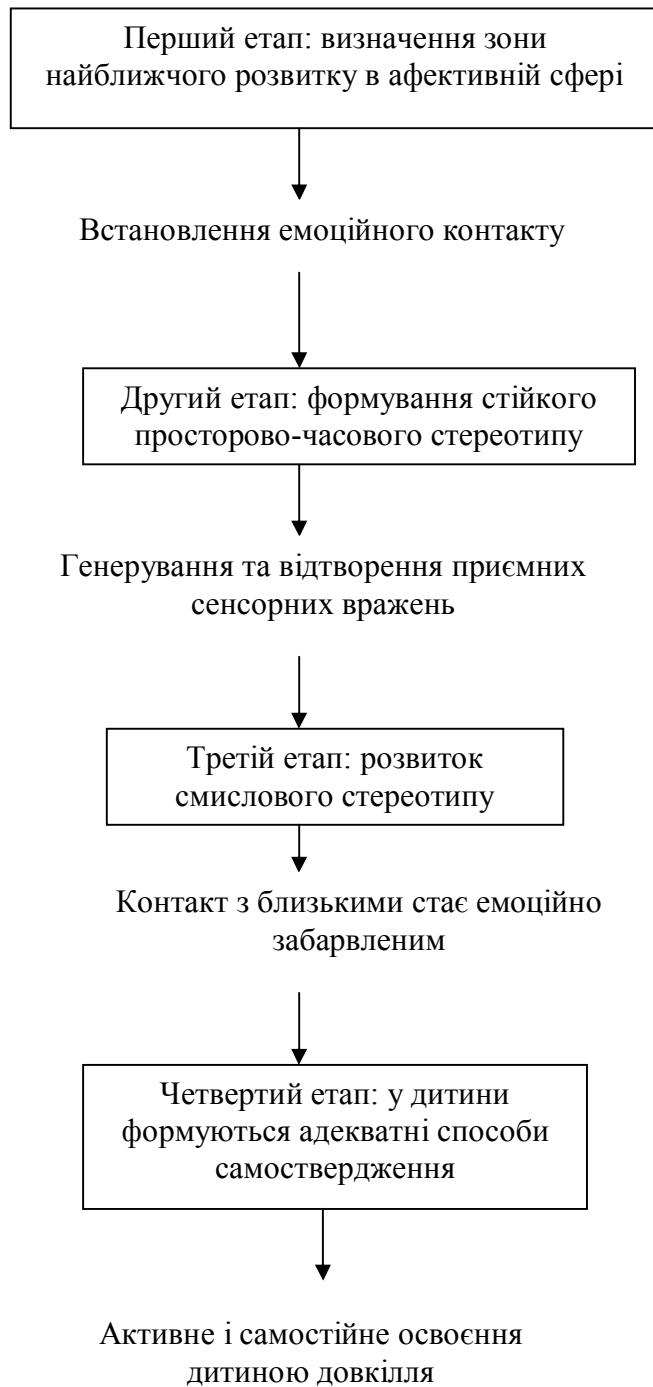 Перший етап: визначення зони
найближчого розвитку в афективній сфері
Встановлення емоційного контакту
Другий етап: формування стійкого
просторово-часового стереотипу
Генерування та відтворення приємних
сенсорних вражень
Третій етап: розвиток
смислового стереотипу
Контакт з близькими стає емоційно
забарвленим
Четвертий етап: у дитини
формуються адекватні способи
самоствердження
Активне і самостійне освоєння
дитиною довкілля